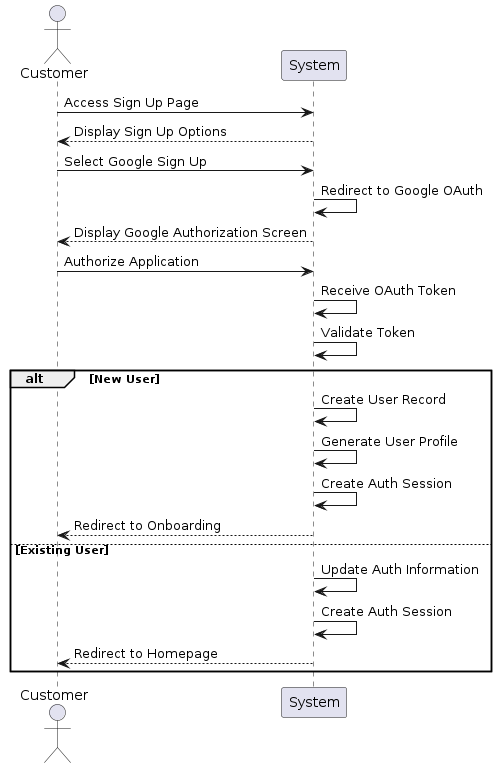 Customer
System
Access Sign Up Page
Display Sign Up Options
Select Google Sign Up
Redirect to Google OAuth
Display Google Authorization Screen
Authorize Application
Receive OAuth Token
Validate Token
alt [New User]
Create User Record
Generate User Profile
Create Auth Session
Redirect to Onboarding
[Existing User]
Update Auth Information
Create Auth Session
Redirect to Homepage
Customer
System